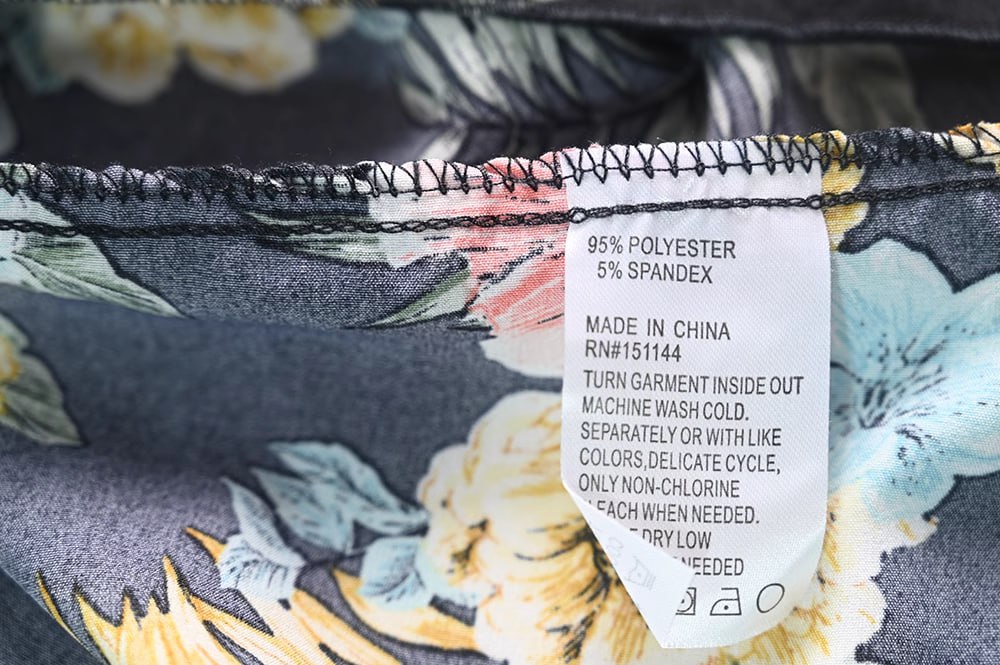 95% POLYESTER
5% SPANDEX
MADE IN CHINA
RN#151144
TURN GARMENT INSIDE OUT
MACHINE WASH COLD.
SEPARATELY OR WITH LIKE
COLORS,DELICATE CYCLE,
ONLY NON-CHLORINE
LEACH WHEN NEEDED.
DRY LOW
NEEDED